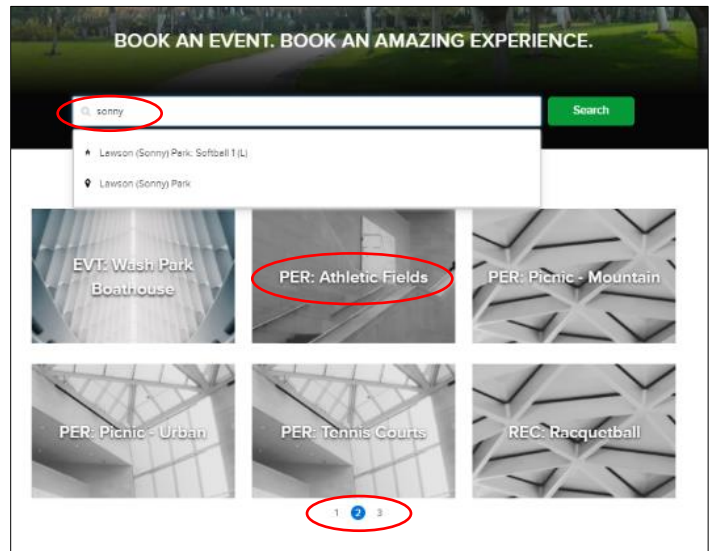 BOOK AN EVENT. BOOK AN AMAZING EXPERIENCE.
sonny
Search
Lawson (Sonny) Park: Softball 1 (L)
Lawson (Sonny) Park
EVT: Wash Park
Boathouse
PER: Athletic Fields
PER: Picnic - Mountain
PER: Picnic - Urban
PER: Tennis Courts
REC: Racquetball
1 2 3